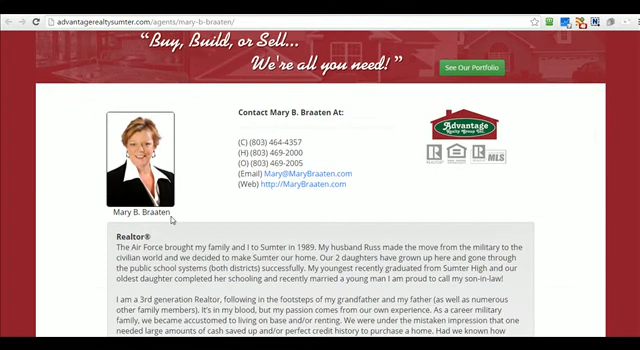 advantagerealtysumter.com/agents/mary-b-braaten/
“Buy, Build, or Sell...
We're all you need! ”
See Our Portfolio
Contact Mary B. Braaten At:
(C) (803) 464-4357
(H) (803) 469-2000
(O) (803) 469-2005
(Email) Mary@MaryBraaten.com
(Web) http://MaryBraaten.com
Advantage
Realty Group Inc.
REALTOR
MLS
Mary B. Braaten
Realtor®
The Air Force brought my family and I to Sumter in 1989. My husband Russ made the move from the military to the
civilian world and we decided to make Sumter our home. Our 2 daughters have grown up here and gone through
the public school systems (both districts) successfully. My youngest recently graduated from Sumter High and our
oldest daughter completed her schooling and recently married a young man I am proud to call my son-in-law!
I am a 3rd generation Realtor, following in the footsteps of my grandfather and my father (as well as numerous
other family members). It's in my blood, but my passion comes from our own experience. As a career military
family, we became accustomed to living on base and/or renting. We were under the mistaken impression that one
needed large amounts of cash saved up and/or perfect credit history to purchase a home. Had we known how